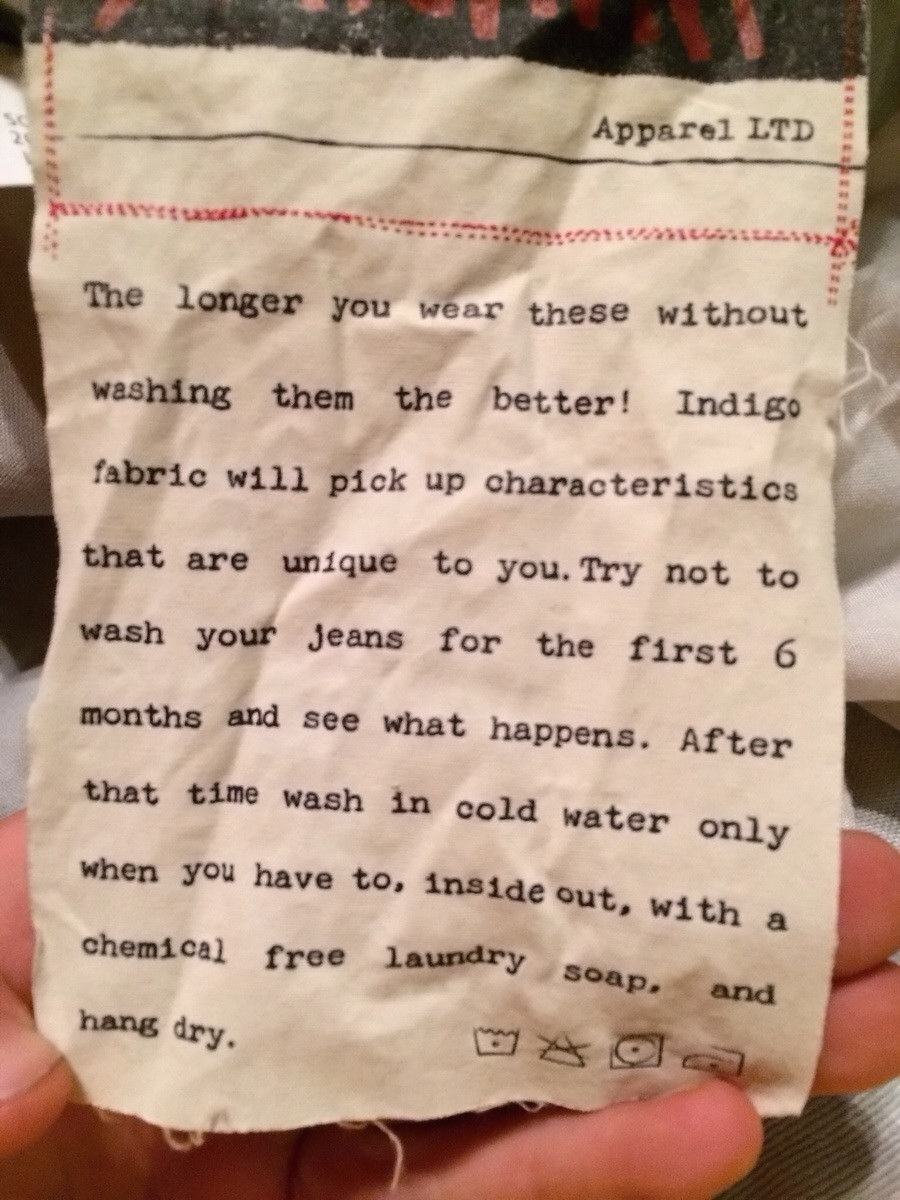 Apparel LTD
The longer you wear these without
washing them the better! Indigo
fabric will pick up characteristics
that are unique to you. Try not to
wash your jeans for the first 6
months and see what happens. After
that time wash in cold water only
when you have to, inside out, with a
chemical free laundry soap, and
hang dry.